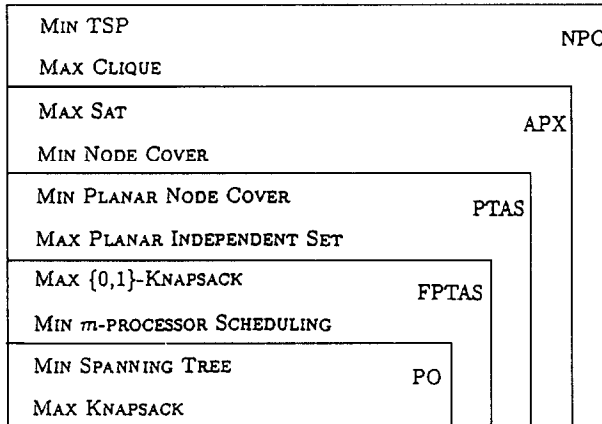 MIN TSP
NPO
MAX CLIQUE
MAX SAT
APX
MIN NODE COVER
MIN PLANAR NODE COVER
PTAS
MAX PLANAR INDEPENDENT SET
MAX {0,1}-KNAPSACK
FPTAS
MIN m-PROCESSOR SCHEDULING
MIN SPANNING TREE
PO
MAX KNAPSACK